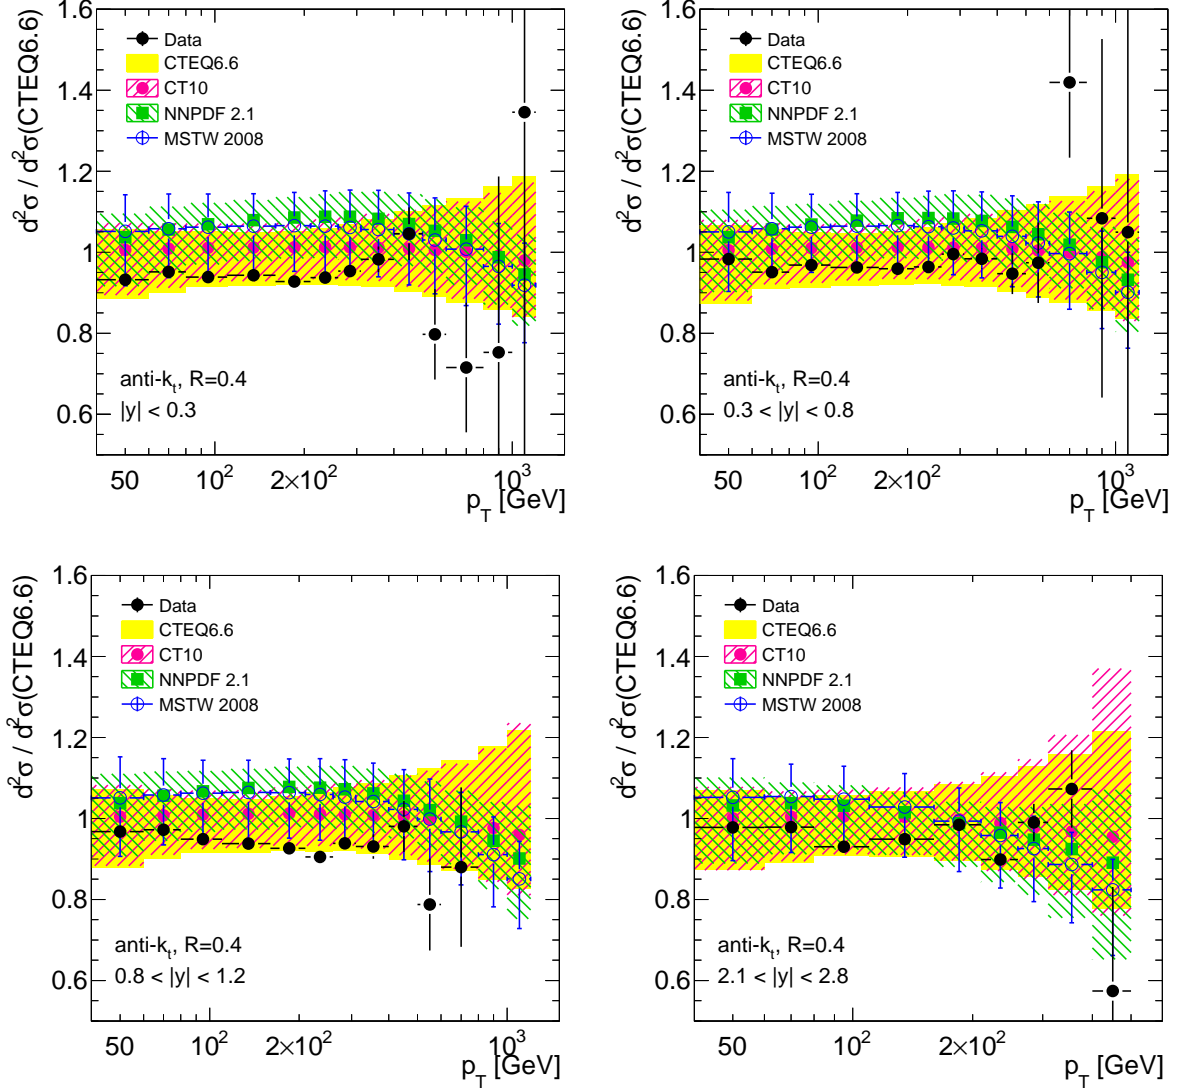 d²σ / d²σ(CTEQ6.6)
1.6
1.4
1.2
1
0.8
0.6
Data
CTEQ6.6
CT10
NNPDF 2.1
MSTW 2008
anti-kₜ, R=0.4
|y| < 0.3
50 10² 2×10² 10³
p_T [GeV]
d²σ / d²σ(CTEQ6.6)
1.6
1.4
1.2
1
0.8
0.6
Data
CTEQ6.6
CT10
NNPDF 2.1
MSTW 2008
anti-kₜ, R=0.4
0.3 < |y| < 0.8
50 10² 2×10² 10³
p_T [GeV]
d²σ / d²σ(CTEQ6.6)
1.6
1.4
1.2
1
0.8
0.6
Data
CTEQ6.6
CT10
NNPDF 2.1
MSTW 2008
anti-kₜ, R=0.4
0.8 < |y| < 1.2
50 10² 2×10² 10³
p_T [GeV]
d²σ / d²σ(CTEQ6.6)
1.6
1.4
1.2
1
0.8
0.6
Data
CTEQ6.6
CT10
NNPDF 2.1
MSTW 2008
anti-kₜ, R=0.4
2.1 < |y| < 2.8
50 10² 2×10²
p_T [GeV]